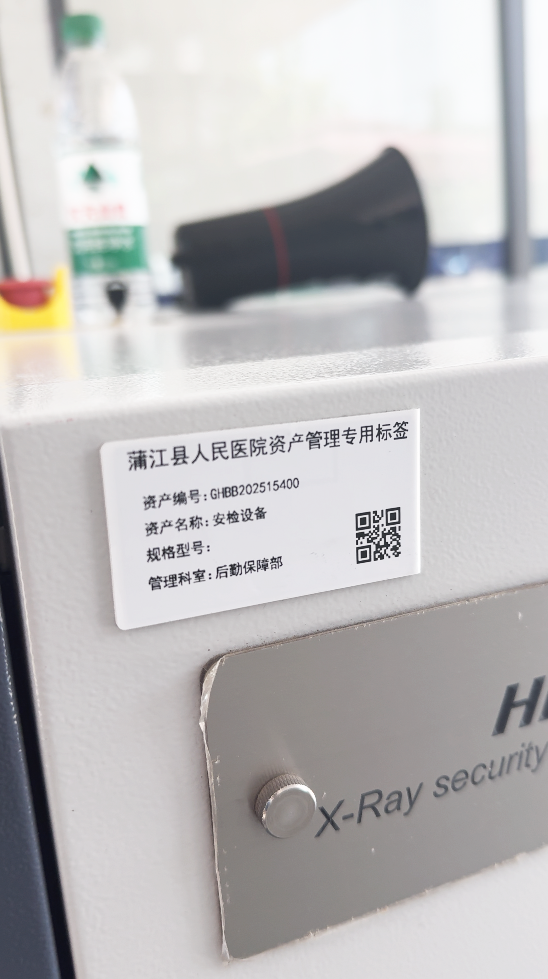 蒲江县人民医院资产管理专用标签
资产编号:GHBB202515400
资产名称:安检设备
规格型号:
管理科室:后勤保障部
X-Ray security